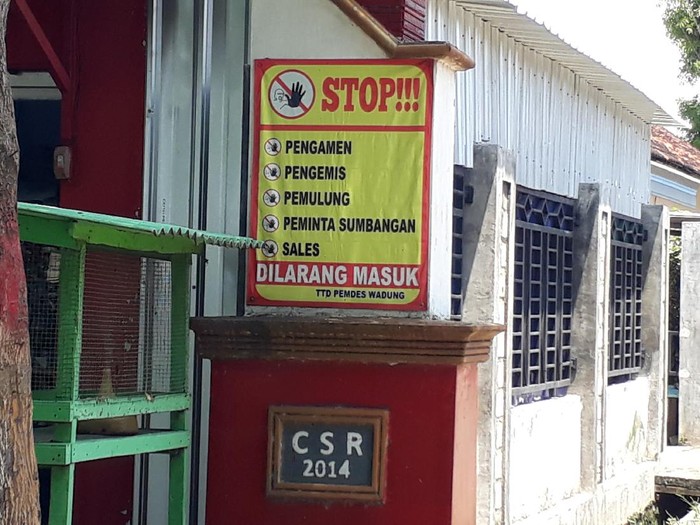 STOP!!!
PENGAMEN
PENGEMIS
PEMULUNG
PEMINTA SUMBANGAN
SALES
DILARANG MASUK
TTD PEMDES WADUNG
CSR
2014